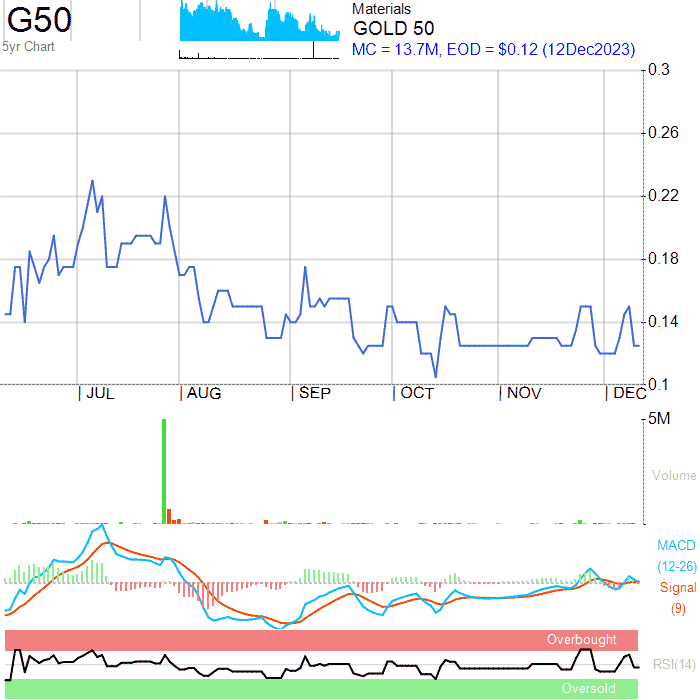 G50
5yr Chart
Materials
GOLD 50
MC = 13.7M, EOD = $0.12 (12Dec2023)
0.3
0.26
0.22
0.18
0.14
0.1
JUL
AUG
SEP
OCT
NOV
DEC
5M
Volume
MACD
(12-26)
Signal
(9)
Overbought
RSI(14)
Oversold